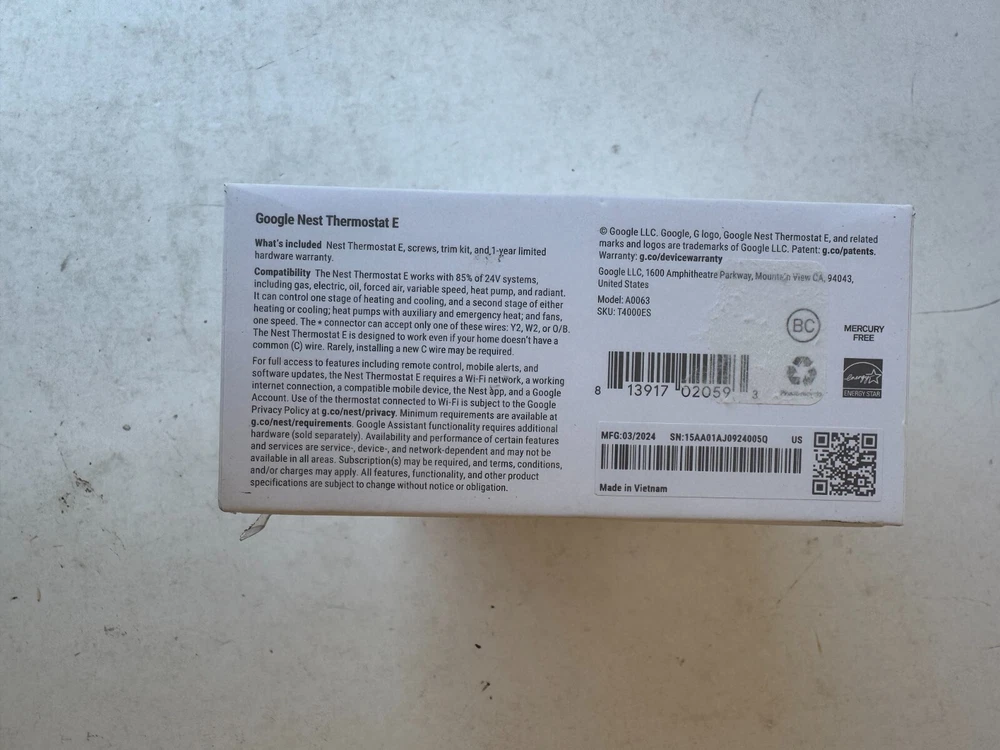 Google Nest Thermostat E
What's included Nest Thermostat E, screws, trim kit, and 1-year limited
hardware warranty.
Compatibility The Nest Thermostat E works with 85% of 24V systems,
including gas, electric, oil, forced air, variable speed, heat pump, and radiant.
It can control one stage of heating and cooling, and a second stage of either
heating or cooling; heat pumps with auxiliary and emergency heat; and fans,
one speed. The * connector can accept only one of these wires: Y2, W2, or O/B.
The Nest Thermostat E is designed to work even if your home doesn't have a
common (C) wire. Rarely, installing a new C wire may be required.
For full access to features including remote control, mobile alerts, and
software updates, the Nest Thermostat E requires a Wi-Fi network, a working
internet connection, a compatible mobile device, the Nest app, and a Google
Account. Use of the thermostat connected to Wi-Fi is subject to the Google
Privacy Policy at g.co/nest/privacy. Minimum requirements are available at
g.co/nest/requirements. Google Assistant functionality requires additional
hardware (sold separately). Availability and performance of certain features
and services are service-, device-, and network-dependent and may not be
available in all areas. Subscription(s) may be required, and terms, conditions,
and/or charges may apply. All features, functionality, and other product
specifications are subject to change without notice or obligation.
© Google LLC. Google, G logo, Google Nest Thermostat E, and related
marks and logos are trademarks of Google LLC. Patent: g.co/patents.
Warranty: g.co/devicewarranty
Google LLC, 1600 Amphitheatre Parkway, Mountain View CA, 94043,
United States
Model: A0063
SKU: T4000ES
BC
MERCURY
FREE
8 13917 02059 3
energy
ENERGY STAR
MFG:03/2024 SN:15AA01AJ0924005Q US
Made in Vietnam